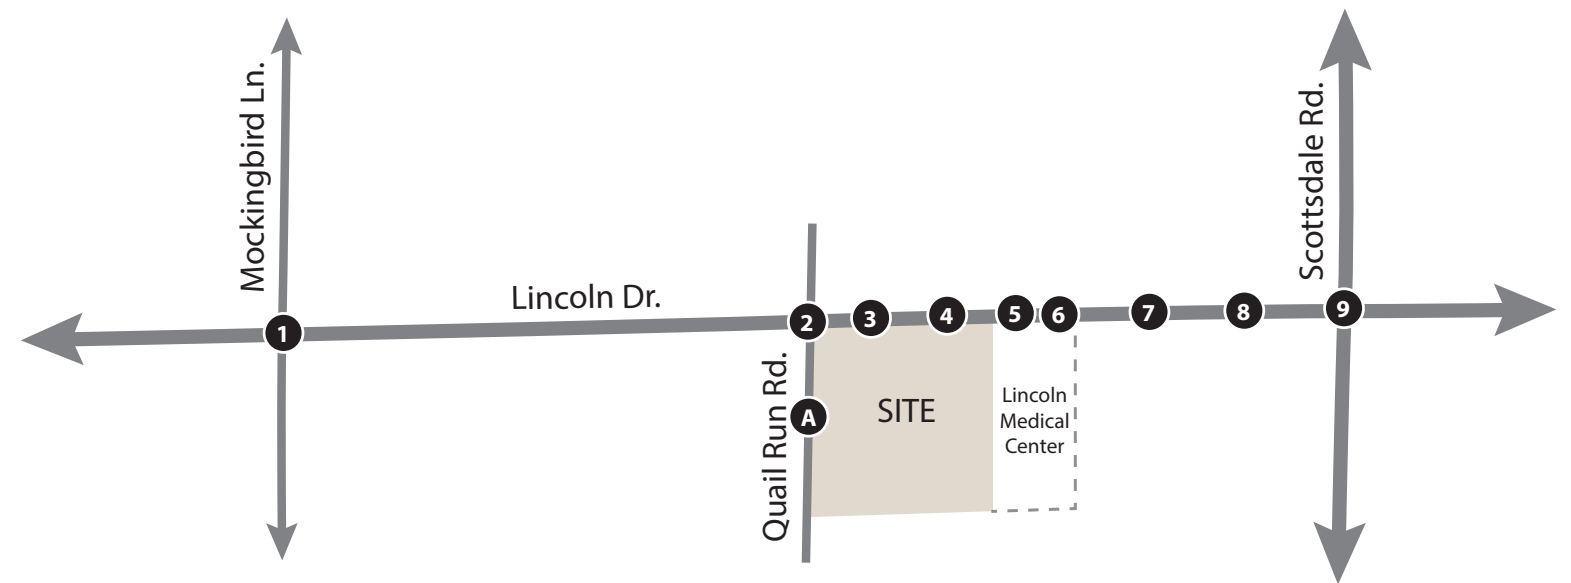 Mockingbird Ln.
Scottsdale Rd.
Lincoln Dr.
1
2
3
4
5
6
7
8
9
Quail Run Rd.
A
SITE
Lincoln
Medical
Center